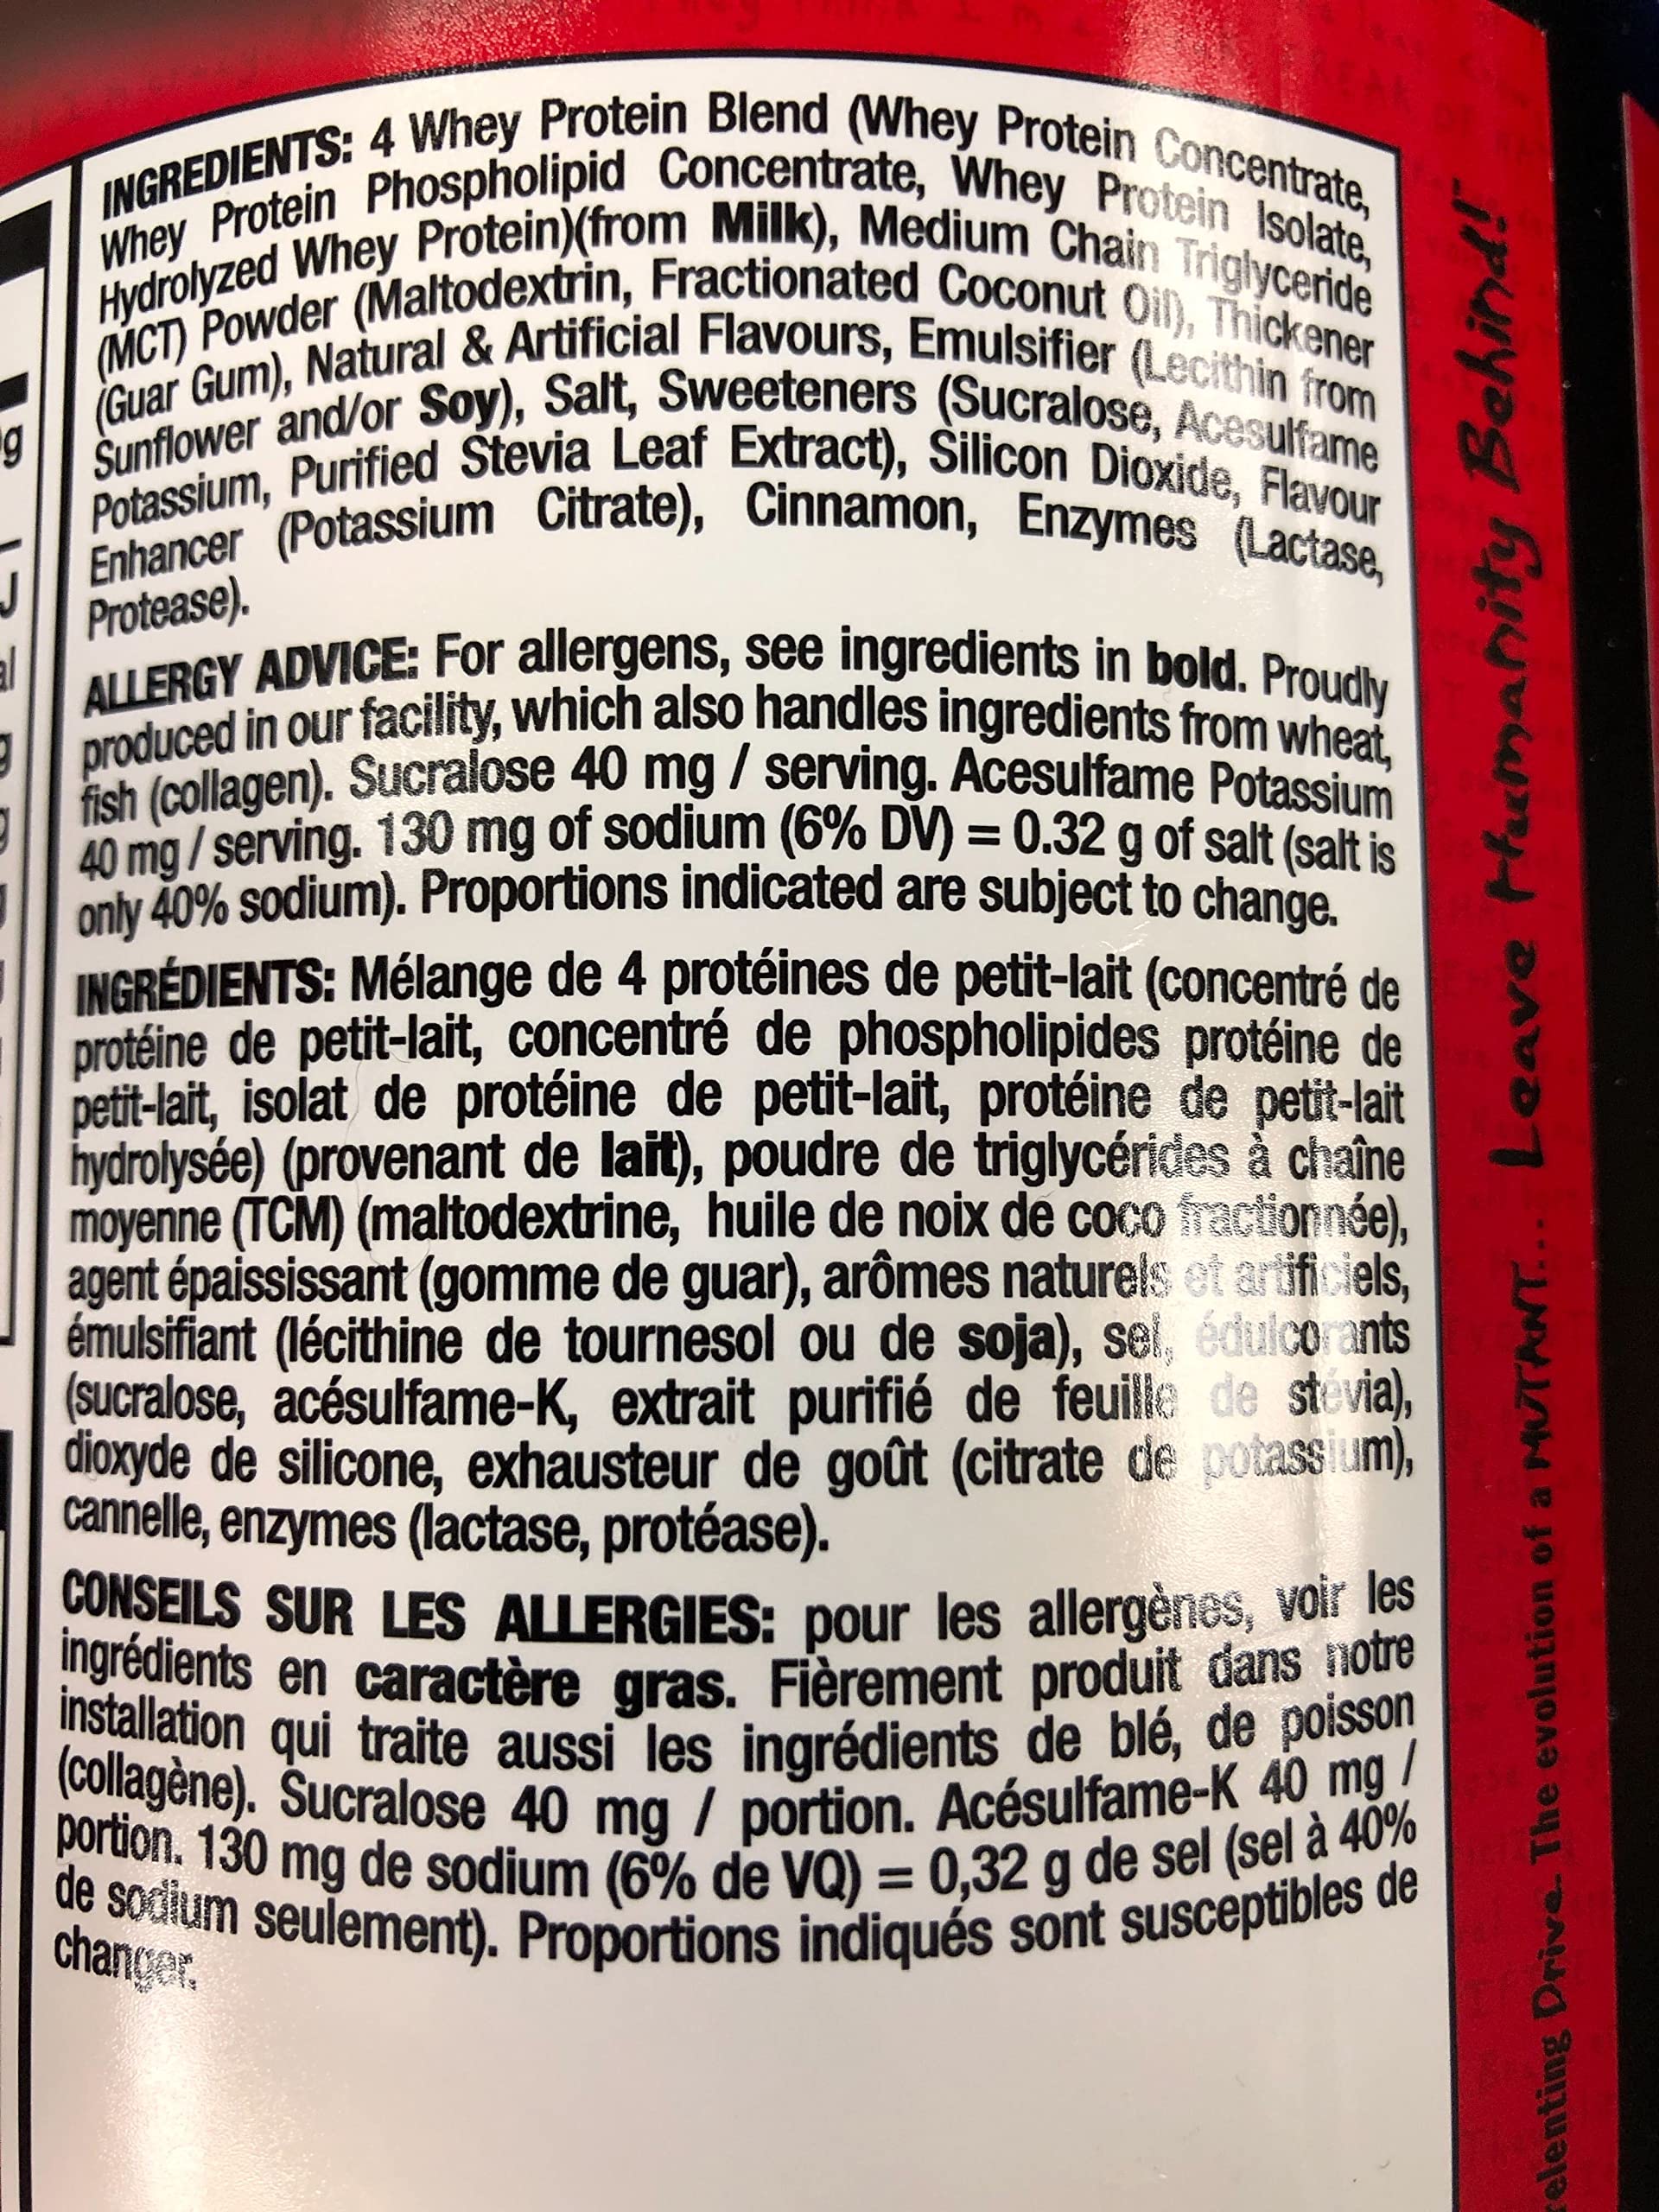 INGREDIENTS: 4 Whey Protein Blend (Whey Protein Concentrate,
Whey Protein Phospholipid Concentrate, Whey Protein Isolate,
Hydrolyzed Whey Protein)(from Milk), Medium Chain Triglyceride
(MCT) Powder (Maltodextrin, Fractionated Coconut Oil), Thickener
(Guar Gum), Natural & Artificial Flavours, Emulsifier (Lecithin from
Sunflower and/or Soy), Salt, Sweeteners (Sucralose, Acesulfame
Potassium, Purified Stevia Leaf Extract), Silicon Dioxide, Flavour
Enhancer (Potassium Citrate), Cinnamon, Enzymes (Lactase,
Protease).
ALLERGY ADVICE: For allergens, see ingredients in bold. Proudly
produced in our facility, which also handles ingredients from wheat,
fish (collagen). Sucralose 40 mg / serving. Acesulfame Potassium
40 mg / serving. 130 mg of sodium (6% DV) = 0.32 g of salt (salt is
only 40% sodium). Proportions indicated are subject to change.
INGRÉDIENTS: Mélange de 4 protéines de petit-lait (concentré de
protéine de petit-lait, concentré de phospholipides protéine de
petit-lait, isolat de protéine de petit-lait, protéine de petit-lait
hydrolysée) (provenant de lait), poudre de triglycérides à chaîne
moyenne (TCM) (maltodextrine, huile de noix de coco fractionnée),
agent épaississant (gomme de guar), arômes naturels et artificiels,
émulsifiant (lécithine de tournesol ou de soja), sel, édulcorants
(sucralose, acésulfame-K, extrait purifié de feuille de stévia),
dioxyde de silicone, exhausteur de goût (citrate de potassium),
cannelle, enzymes (lactase, protéase).
CONSEILS SUR LES ALLERGIES: pour les allergènes, voir les
ingrédients en caractère gras. Fièrement produit dans notre
installation qui traite aussi les ingrédients de blé, de poisson
(collagène). Sucralose 40 mg / portion. Acésulfame-K 40 mg /
portion. 130 mg de sodium (6% de VQ) = 0,32 g de sel (sel à 40%
de sodium seulement). Proportions indiqués sont susceptibles de
changer.
elenting Drive. The evolution of a MUTANT... Leave Humanity Behind!